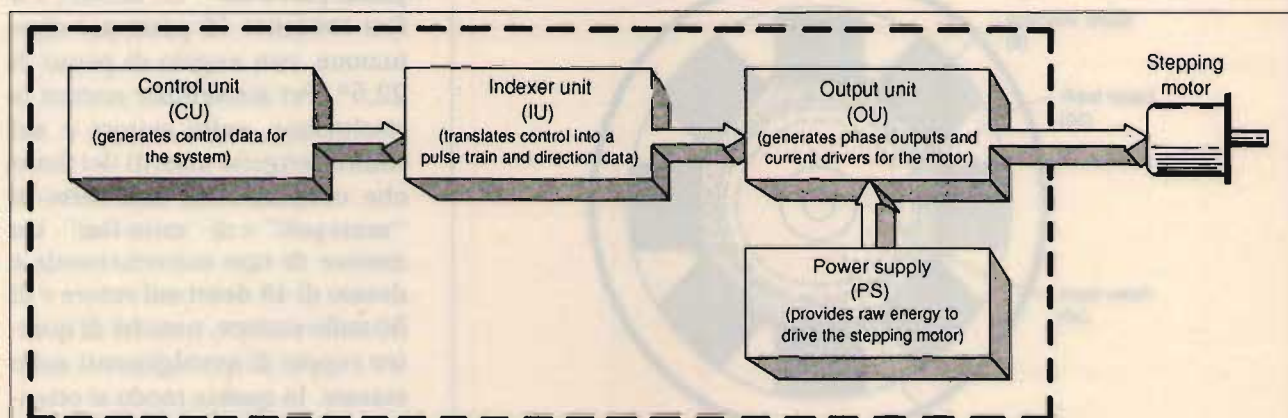 Control unit
(CU)
(generates control data for
the system)
Indexer unit
(IU)
(translates control into a
pulse train and direction data)
Output unit
(OU)
(generates phase outputs and
current drivers for the motor)
Stepping
motor
Power supply
(PS)
(provides raw energy to
drive the stepping motor)